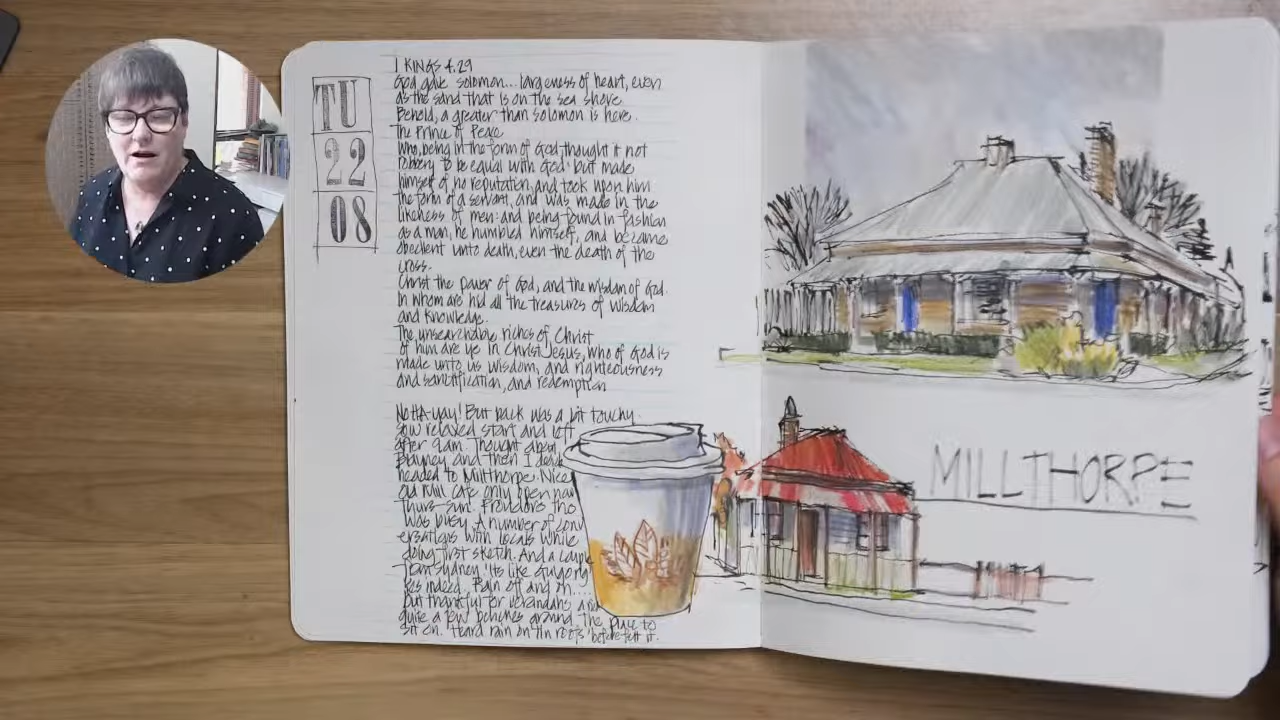 TU
22
08
1 KINGS 4.29
God gave solomon... largeness of heart, even
as the sand that is on the sea shore.
Behold, a greater than solomon is here.
The Prince of Peace
Who, being in the form of God thought it not
robbery to be equal with God: but made
himself of no reputation, and took upon him
the form of a servant, and was made in the
likeness of men: and being found in fashion
as a man, he humbled himself, and became
obedient unto death, even the death of the
cross.
Christ the power of God, and the wisdom of God.
In whom are hid all the treasures of wisdom
and knowledge.
The unsearchable riches of Christ
of him are ye in Christ Jesus, who of God is
made unto us wisdom, and righteousness
and sanctification, and redemption
But back was a bit touchy.
relaxed start and left
after 9am. Thought about
Blayney and then I
headed to Millthorpe. Nice
Old Mill Cafe only open
Thurs-Sun.
was busy. A number of conv
ersations with locals while
doing first sketch. And a
from Sydney 'Its like Gulgong'
Yes indeed. Rain off and on...
but thankful for verandahs and
quite a few benches around the place to
sit on. Heard rain on tin roofs before felt it.
MILLTHORPE